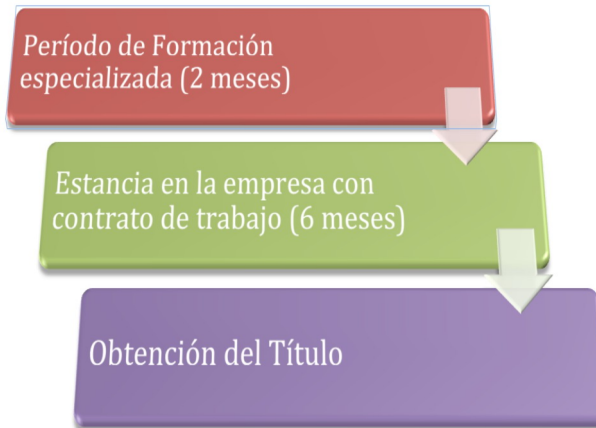 Período de Formación
especializada (2 meses)
Estancia en la empresa con
contrato de trabajo (6 meses)
Obtención del Título